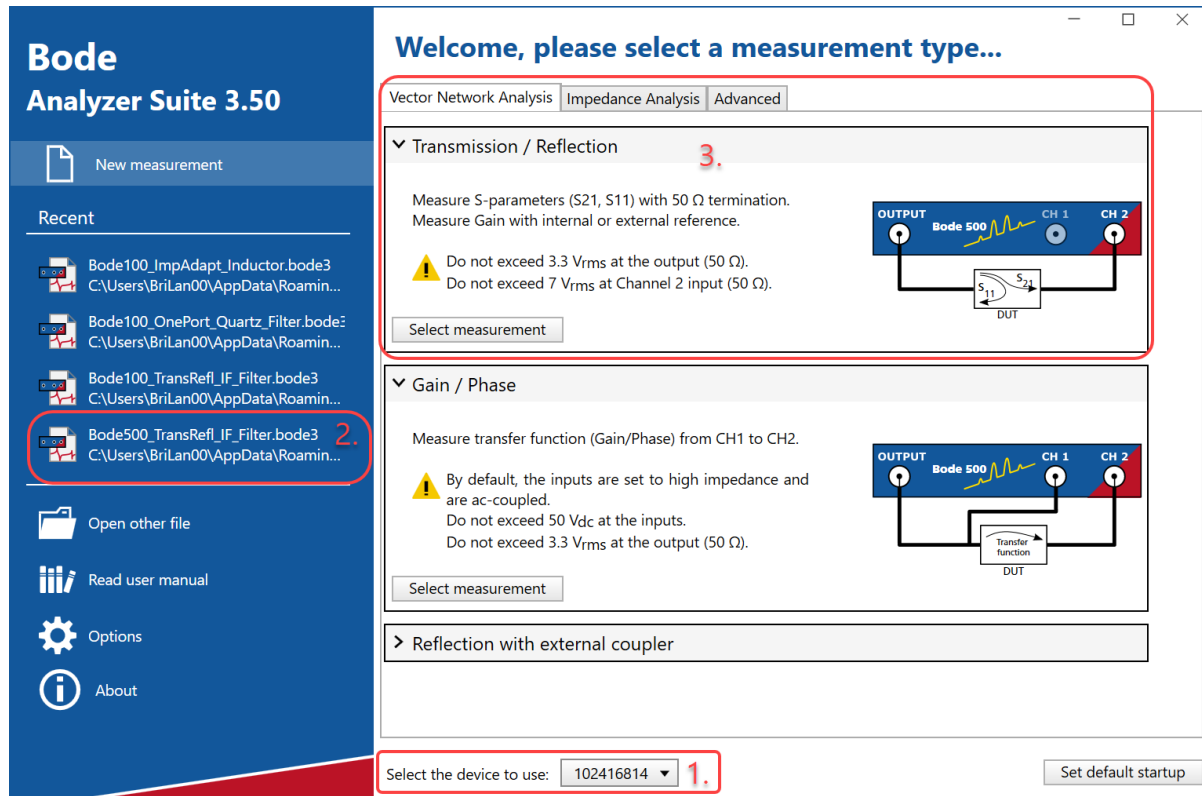 Bode
Analyzer Suite 3.50
New measurement
Recent
Bode100_ImpAdapt_Inductor.bode3
C:\Users\BriLan00\AppData\Roamin...
Bode100_OnePort_Quartz_Filter.bode3
C:\Users\BriLan00\AppData\Roamin...
Bode100_TransRefl_IF_Filter.bode3
C:\Users\BriLan00\AppData\Roamin...
Bode500_TransRefl_IF_Filter.bode3
C:\Users\BriLan00\AppData\Roamin...
2.
Open other file
Read user manual
Options
About
Welcome, please select a measurement type...
Vector Network Analysis Impedance Analysis Advanced
Transmission / Reflection
3.
Measure S-parameters (S21, S11) with 50 Ω termination.
Measure Gain with internal or external reference.
Do not exceed 3.3 Vrms at the output (50 Ω).
Do not exceed 7 Vrms at Channel 2 input (50 Ω).
Select measurement
OUTPUT Bode 500 CH 1 CH 2
S11 S21
DUT
Gain / Phase
Measure transfer function (Gain/Phase) from CH1 to CH2.
By default, the inputs are set to high impedance and
are ac-coupled.
Do not exceed 50 Vdc at the inputs.
Do not exceed 3.3 Vrms at the output (50 Ω).
Select measurement
OUTPUT Bode 500 CH 1 CH 2
Transfer
function
DUT
Reflection with external coupler
Select the device to use: 102416814 1.
Set default startup